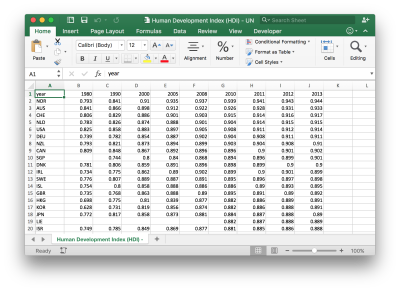 Human Development Index (HDI) - UN
Search Sheet
Home Insert Page Layout Formulas Data Review View Developer
Paste
Calibri (Body) 12 A A
B I U
Alignment
%
Number
Conditional Formatting
Format as Table
Cell Styles
Cells
Editing
A1 fx year
A B C D E F G H I J K L
1 year 1980 1990 2000 2005 2008 2010 2011 2012 2013
2 NOR 0.793 0.841 0.91 0.935 0.937 0.939 0.941 0.943 0.944
3 AUS 0.841 0.866 0.898 0.912 0.922 0.926 0.928 0.931 0.933
4 CHE 0.806 0.829 0.886 0.901 0.903 0.915 0.914 0.916 0.917
5 NLD 0.783 0.826 0.874 0.888 0.901 0.904 0.914 0.915 0.915
6 USA 0.825 0.858 0.883 0.897 0.905 0.908 0.911 0.912 0.914
7 DEU 0.739 0.782 0.854 0.887 0.902 0.904 0.908 0.911 0.911
8 NZL 0.793 0.821 0.873 0.894 0.899 0.903 0.904 0.908 0.91
9 CAN 0.809 0.848 0.867 0.892 0.896 0.896 0.9 0.901 0.902
10 SGP 0.744 0.8 0.84 0.868 0.894 0.896 0.899 0.901
11 DNK 0.781 0.806 0.859 0.891 0.896 0.898 0.899 0.9 0.9
12 IRL 0.734 0.775 0.862 0.89 0.902 0.899 0.9 0.901 0.899
13 SWE 0.776 0.807 0.889 0.887 0.891 0.895 0.896 0.897 0.898
14 ISL 0.754 0.8 0.858 0.888 0.886 0.886 0.89 0.893 0.895
15 GBR 0.735 0.768 0.863 0.888 0.89 0.895 0.891 0.89 0.892
16 HKG 0.698 0.775 0.81 0.839 0.877 0.882 0.886 0.889 0.891
17 KOR 0.628 0.731 0.819 0.856 0.874 0.882 0.886 0.888 0.891
18 JPN 0.772 0.817 0.858 0.873 0.881 0.884 0.887 0.888 0.89
19 LIE 0.882 0.887 0.888 0.889
20 ISR 0.749 0.785 0.849 0.869 0.877 0.881 0.885 0.886 0.888
Human Development Index (HDI) - +
Ready 100%